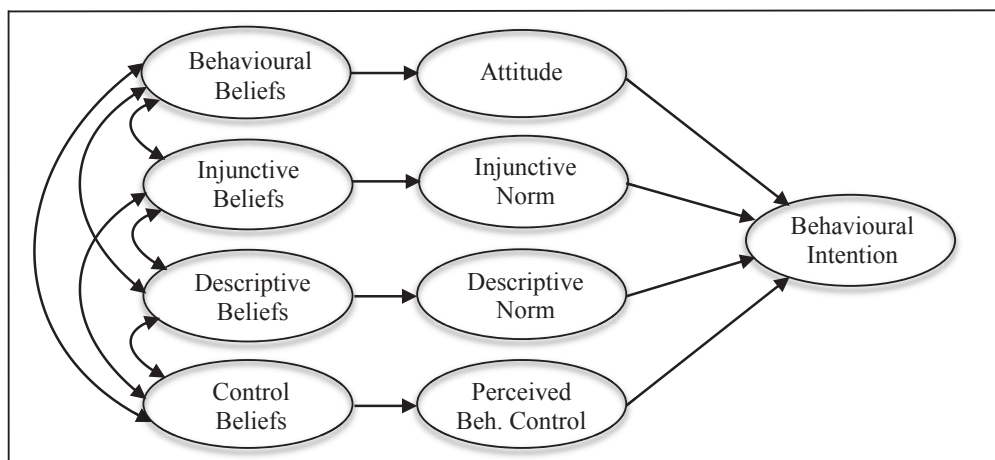 Behavioural
Beliefs
Attitude
Injunctive
Beliefs
Injunctive
Norm
Behavioural
Intention
Descriptive
Beliefs
Descriptive
Norm
Control
Beliefs
Perceived
Beh. Control